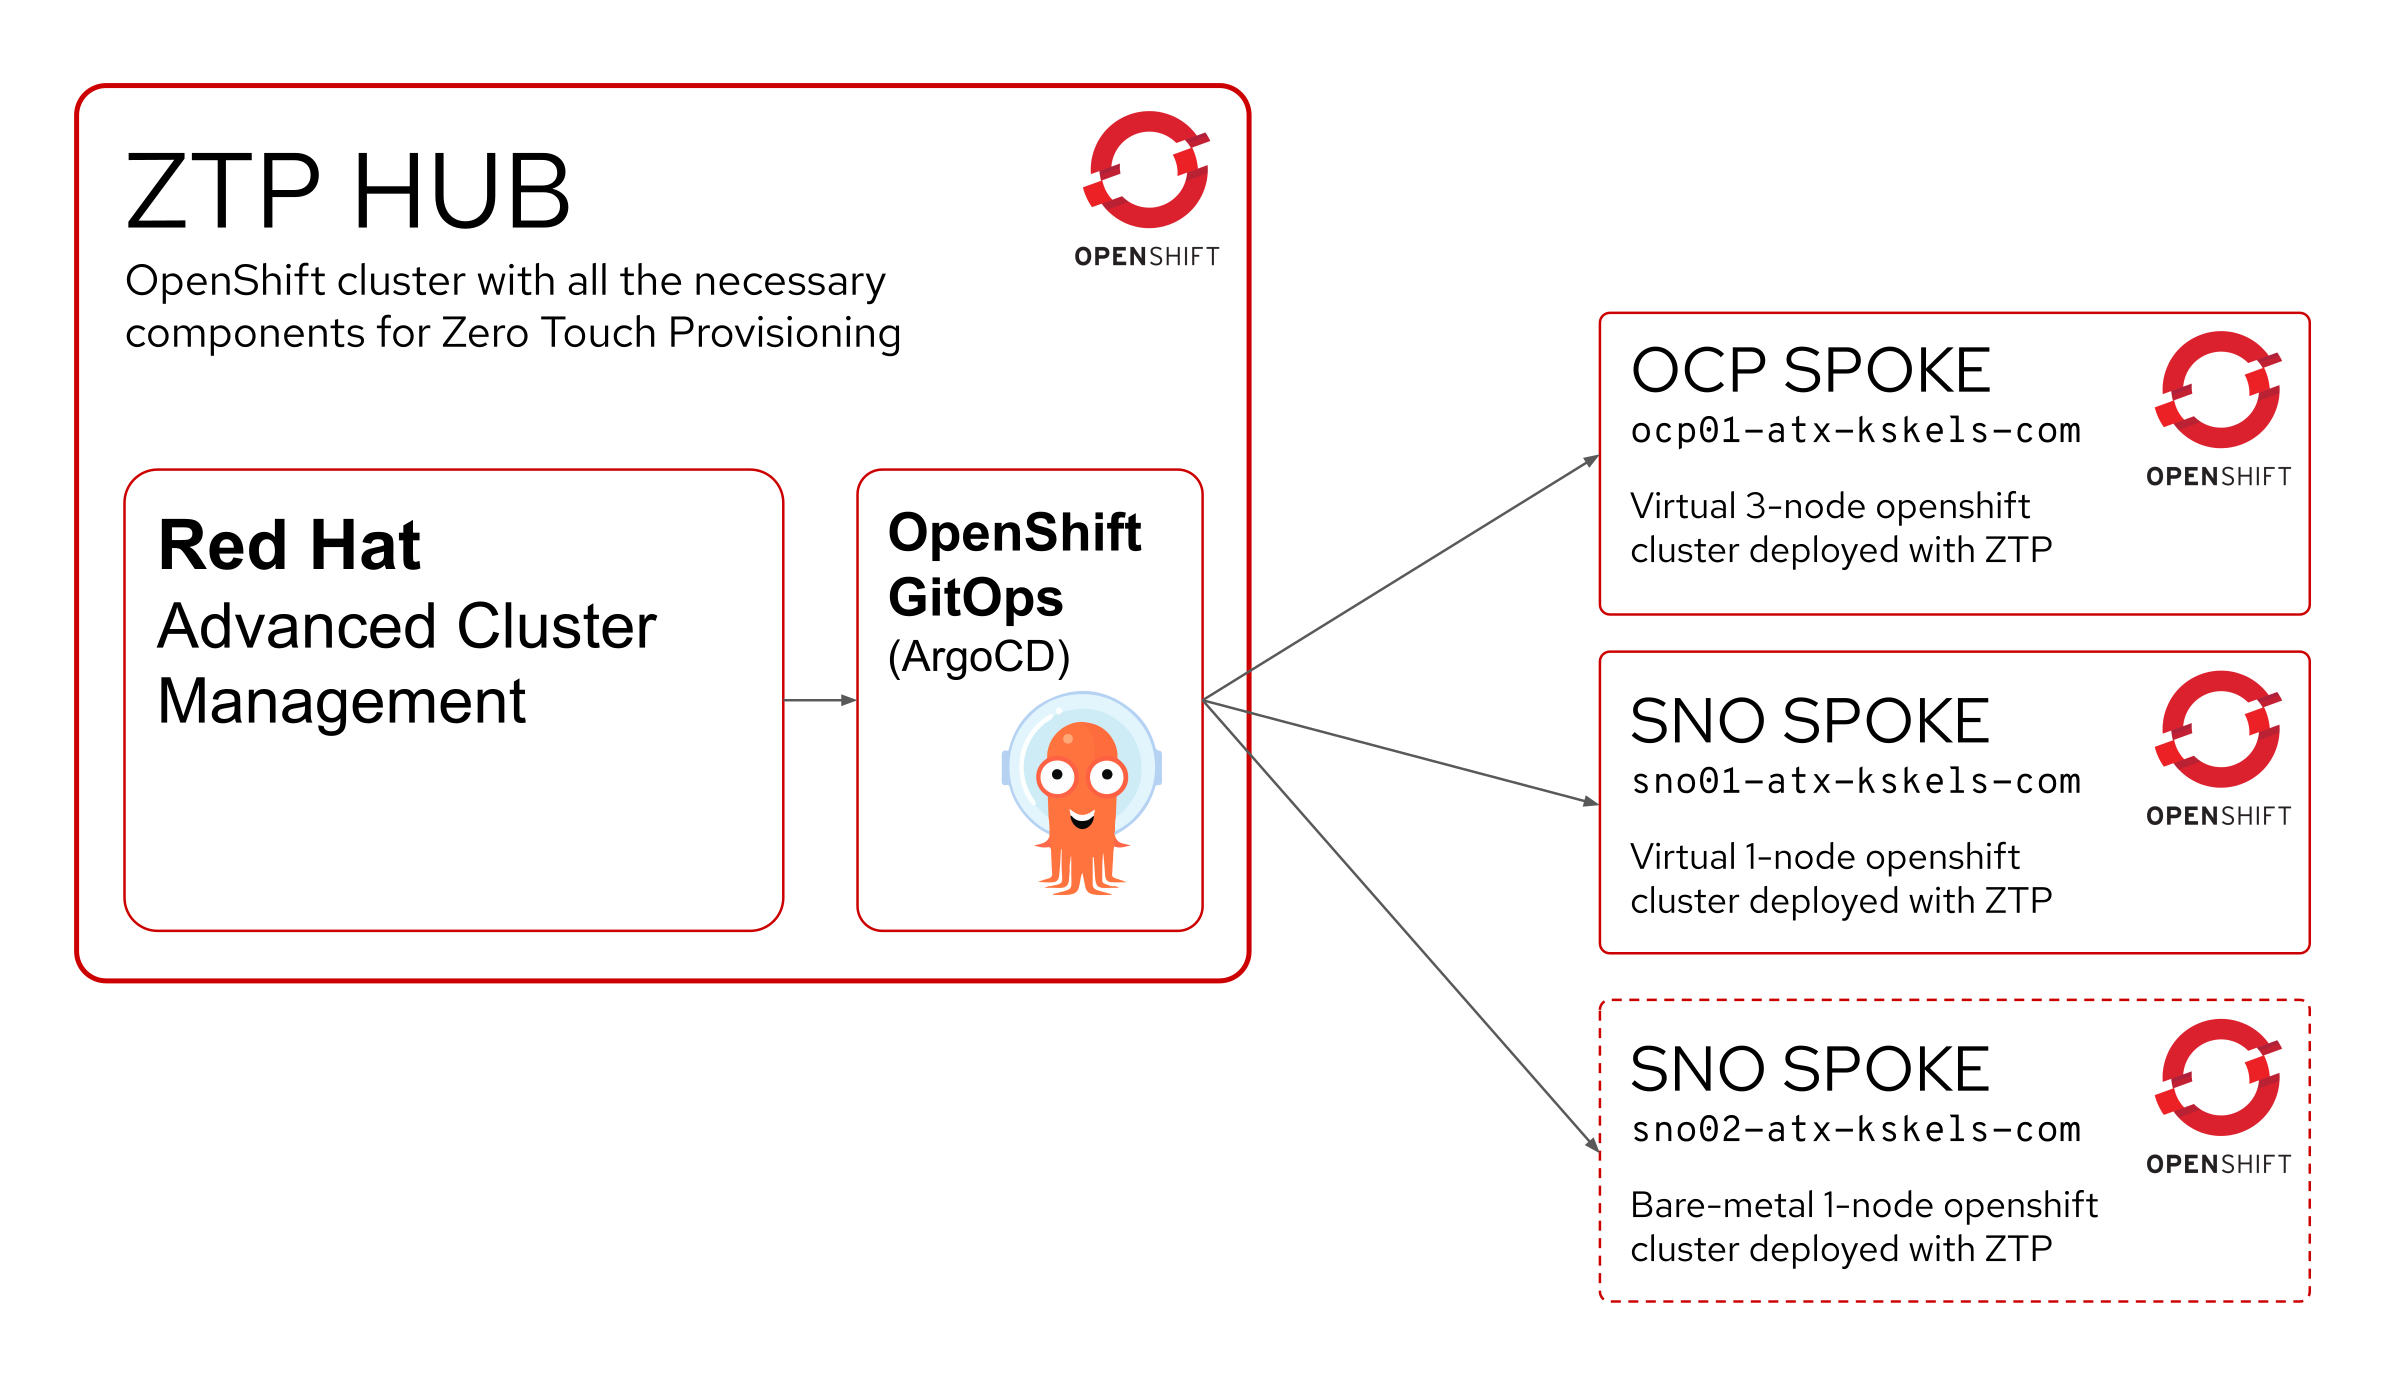 ZTP HUB
OpenShift cluster with all the necessary
components for Zero Touch Provisioning
OPENSHIFT
Red Hat
Advanced Cluster
Management
OpenShift
GitOps
(ArgoCD)
OCP SPOKE
ocp01-atx-kskels-com
Virtual 3-node openshift
cluster deployed with ZTP
OPENSHIFT
SNO SPOKE
sno01-atx-kskels-com
Virtual 1-node openshift
cluster deployed with ZTP
OPENSHIFT
SNO SPOKE
sno02-atx-kskels-com
Bare-metal 1-node openshift
cluster deployed with ZTP
OPENSHIFT